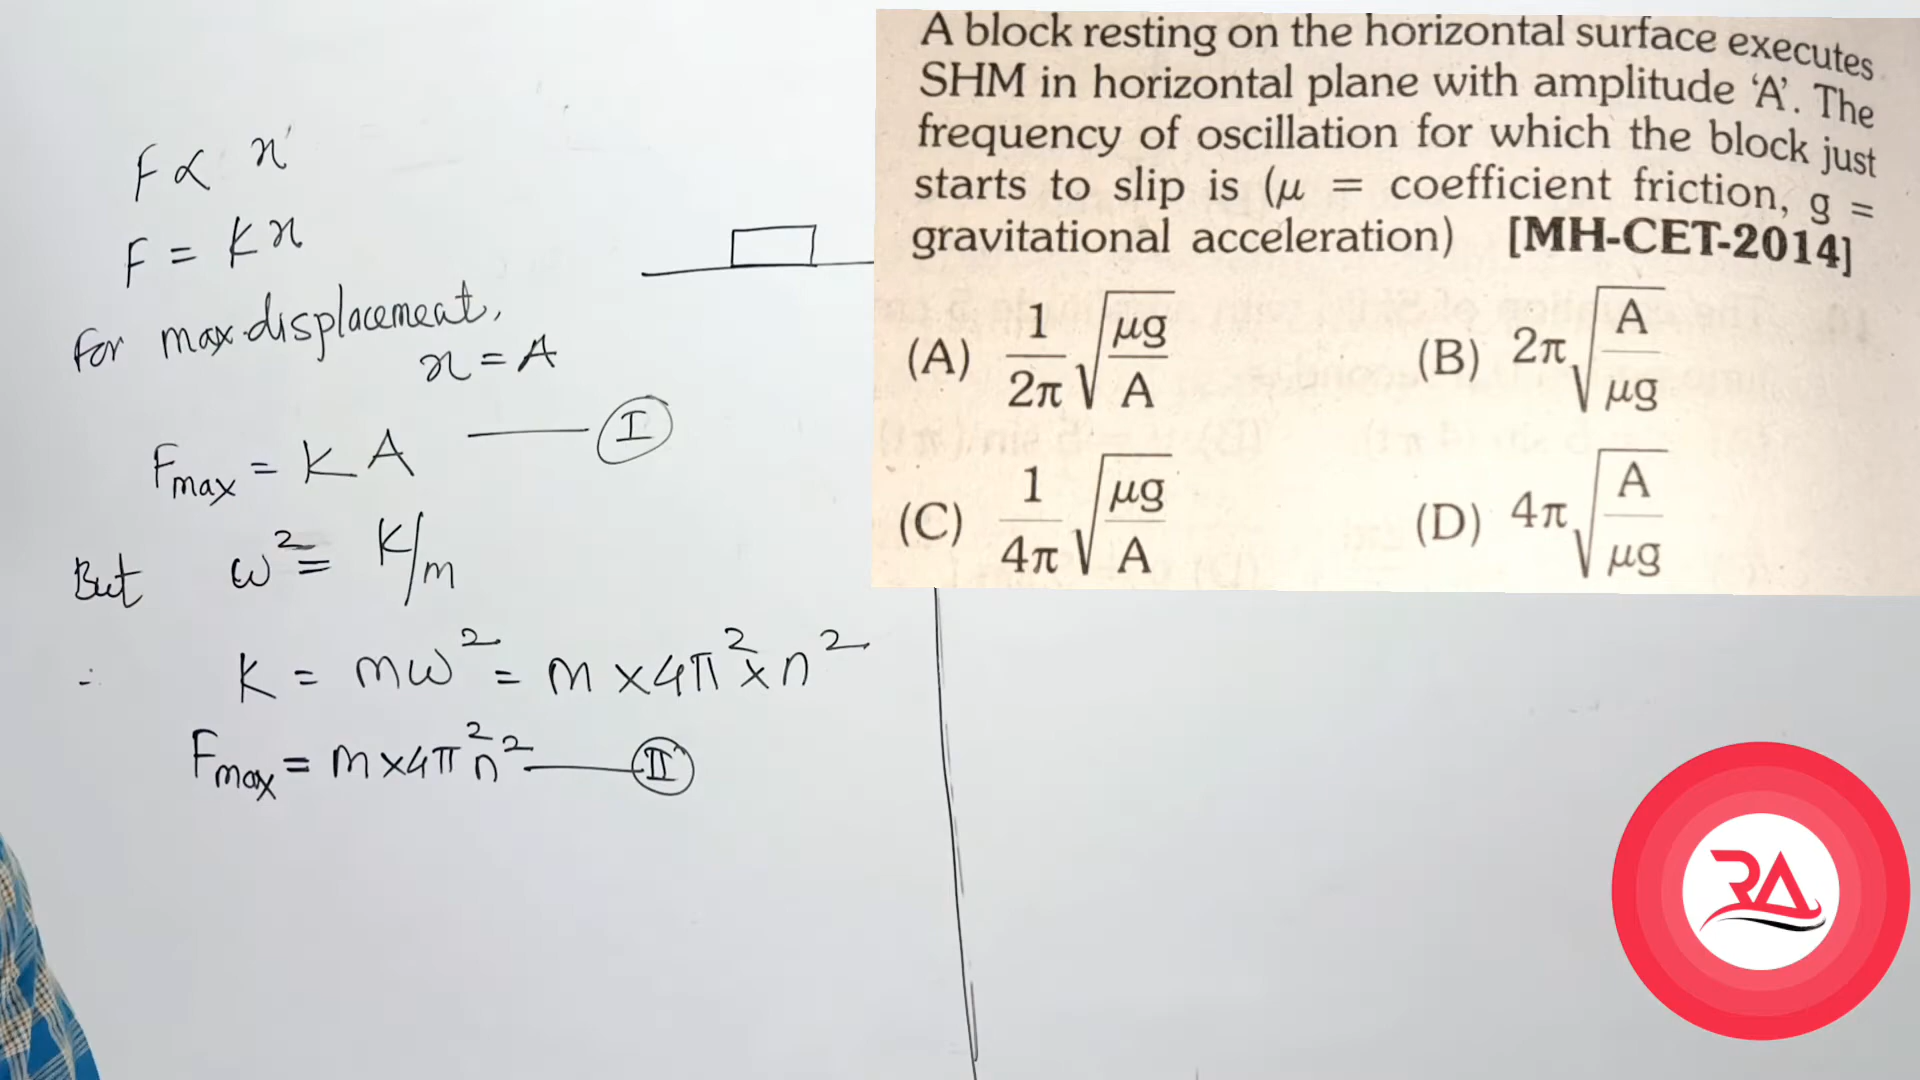 F ∝ x
F = Kx
For max. displacement,
x = A
Fmax = KA —— I
But ω² = K/m
∴ K = mω² = m×4π²×n²
Fmax = m×4π²n² —— II
A block resting on the horizontal surface executes
SHM in horizontal plane with amplitude ‘A’. The
frequency of oscillation for which the block just
starts to slip is (μ = coefficient friction, g =
gravitational acceleration) [MH-CET-2014]
(A) 1/2π √(μg/A) (B) 2π √(A/μg)
(C) 1/4π √(μg/A) (D) 4π √(A/μg)
RA